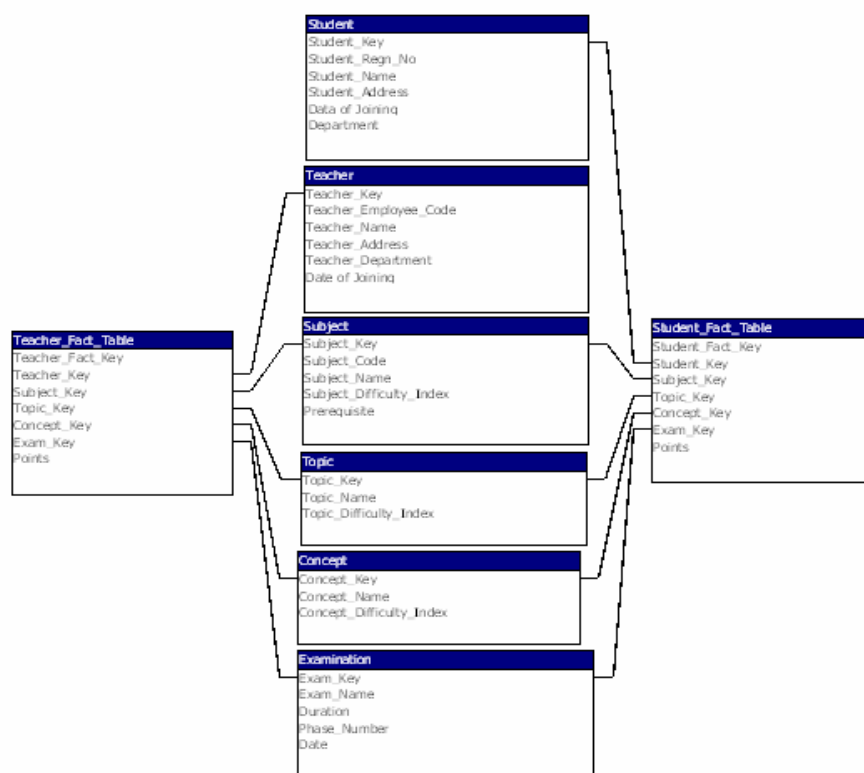 Student
Student_Key
Student_Regn_No
Student_Name
Student_Address
Data of Joining
Department
Teacher
Teacher_Key
Teacher_Employee_Code
Teacher_Name
Teacher_Address
Teacher_Department
Date of Joining
Teacher_Fact_Table
Teacher_Fact_Key
Teacher_Key
Subject_Key
Topic_Key
Concept_Key
Exam_Key
Points
Subject
Subject_Key
Subject_Code
Subject_Name
Subject_Difficulty_Index
Prerequisite
Student_Fact_Table
Student_Fact_Key
Student_Key
Subject_Key
Topic_Key
Concept_Key
Exam_Key
Points
Topic
Topic_Key
Topic_Name
Topic_Difficulty_Index
Concept
Concept_Key
Concept_Name
Concept_Difficulty_Index
Examination
Exam_Key
Exam_Name
Duration
Phase_Number
Date